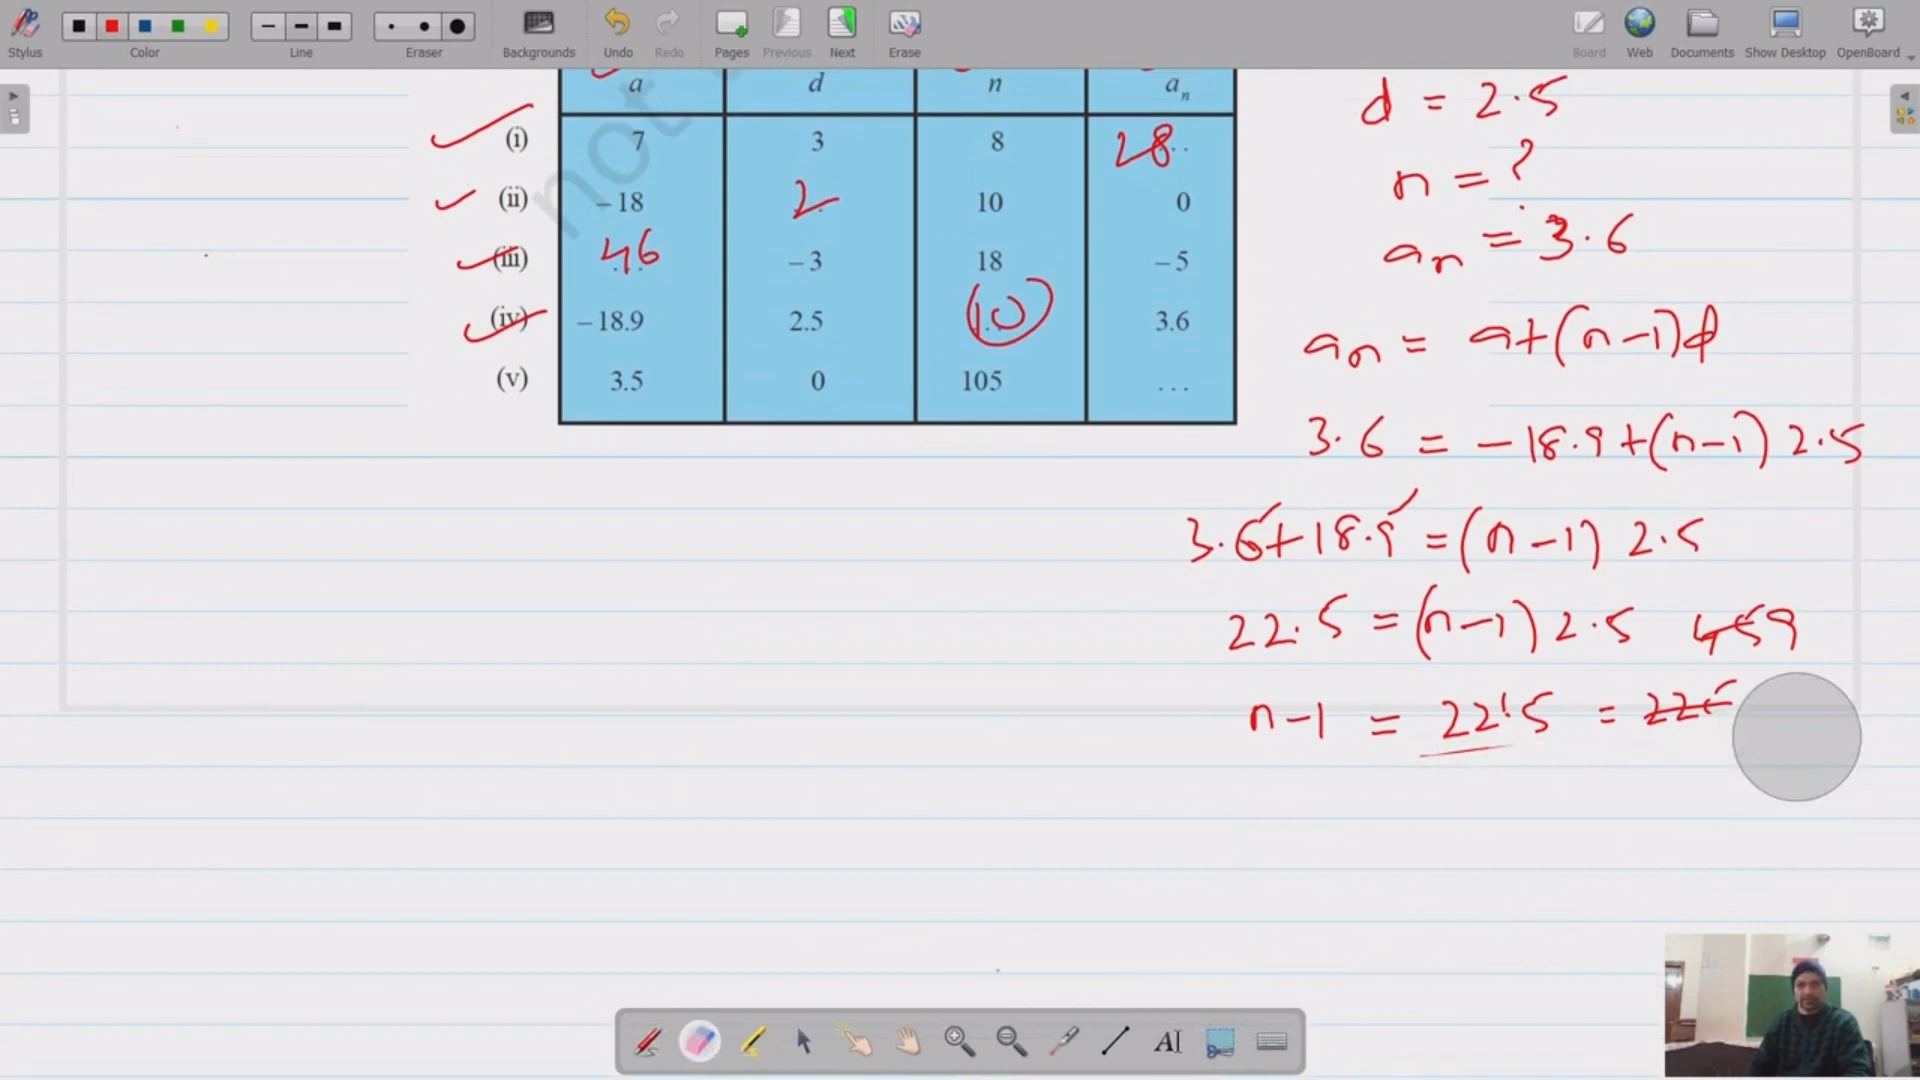 Stylus Color Line Eraser Backgrounds Undo Redo Pages Previous Next Erase Board Web Documents Show Desktop OpenBoard
a d n an
(i) 7 3 8 28
(ii) – 18 2 10 0
(iii) 46 – 3 18 – 5
(iv) – 18.9 2.5 10 3.6
(v) 3.5 0 105 ...
not
d = 2.5
n = ?
an = 3.6
an = a+(n-1)d
3.6 = -18.9+(n-1) 2.5
3.6+18.9 = (n-1) 2.5
22.5 = (n-1) 2.5
n-1 = 22.5 =
AI